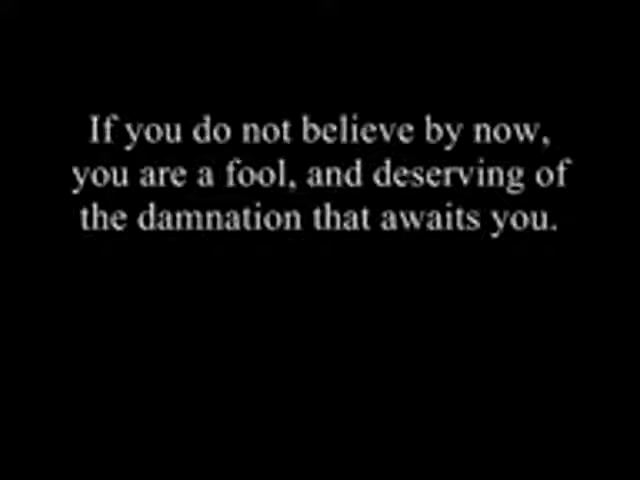 If you do not believe by now,
you are a fool, and deserving of
the damnation that awaits you.